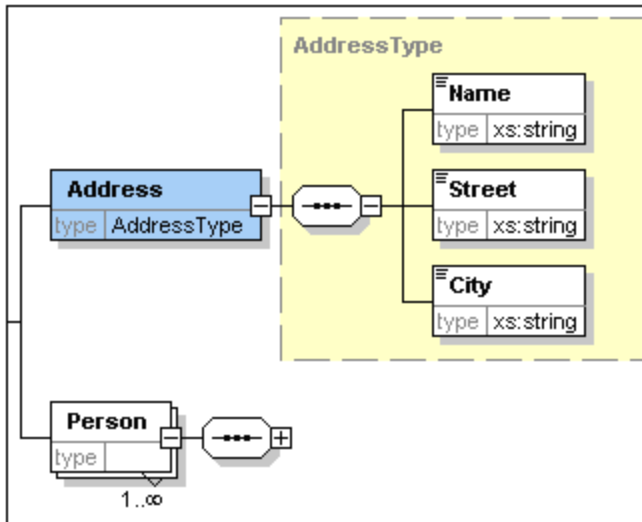 AddressType
Name
type xs:string
Address
type AddressType
Street
type xs:string
City
type xs:string
Person
type
1..∞